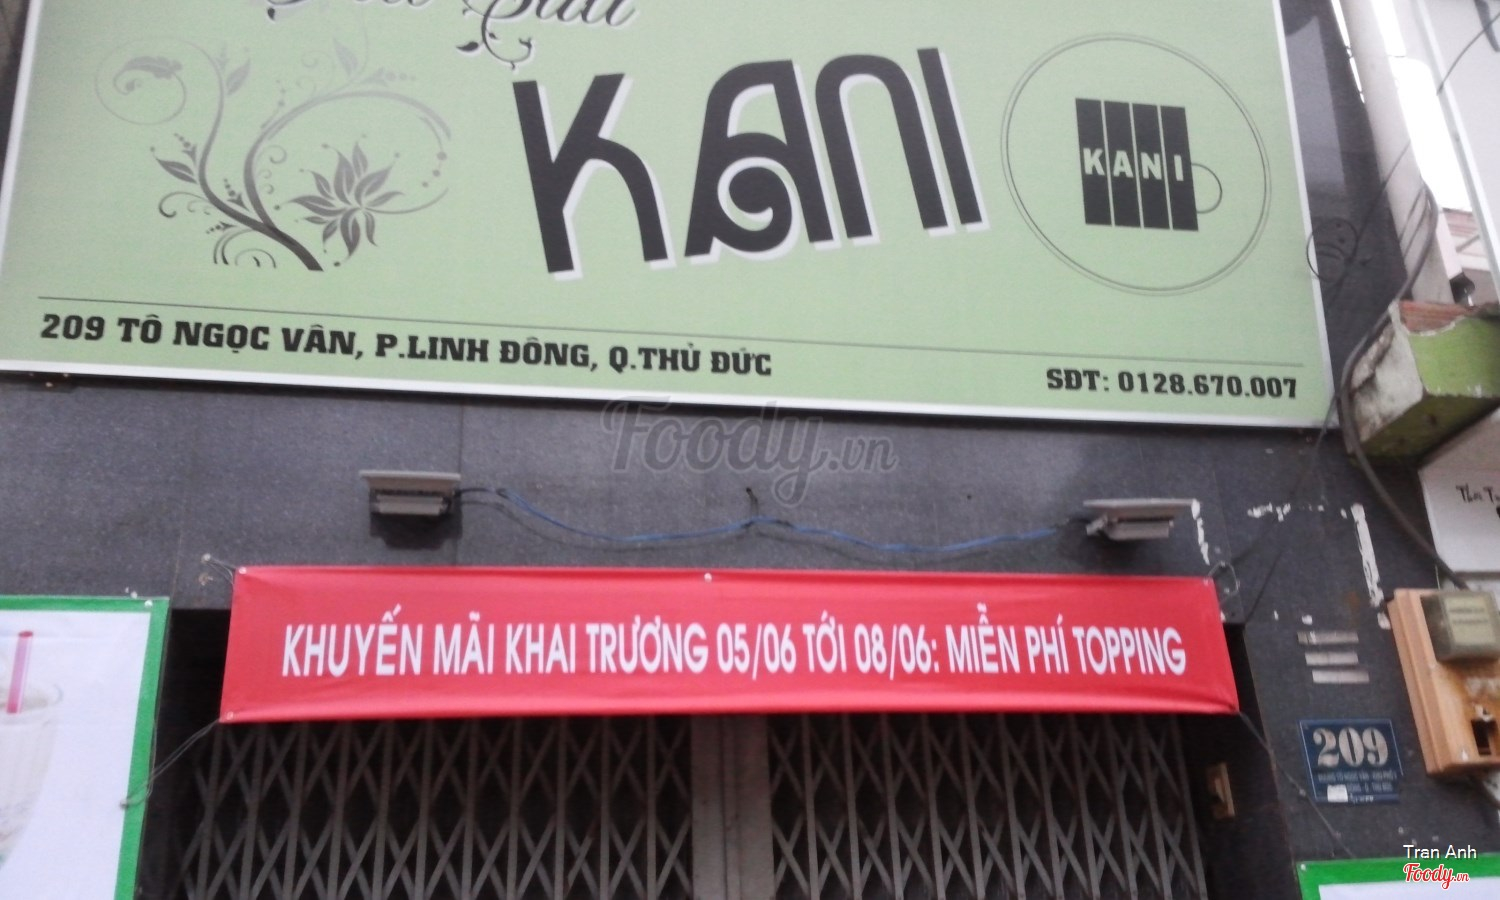 KANI
KANI
209 TÔ NGỌC VÂN, P.LINH ĐÔNG, Q.THỦ ĐỨC
SĐT: 0128.670.007
Foody.vn
KHUYẾN MÃI KHAI TRƯƠNG 05/06 TỚI 08/06: MIỄN PHÍ TOPPING
209
Tran Anh
Foody.vn